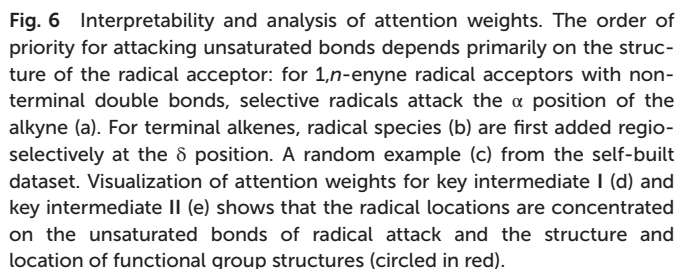 Fig. 6 Interpretability and analysis of attention weights. The order of
priority for attacking unsaturated bonds depends primarily on the struc-
ture of the radical acceptor: for 1,n-enyne radical acceptors with non-
terminal double bonds, selective radicals attack the α position of the
alkyne (a). For terminal alkenes, radical species (b) are first added regio-
selectively at the δ position. A random example (c) from the self-built
dataset. Visualization of attention weights for key intermediate I (d) and
key intermediate II (e) shows that the radical locations are concentrated
on the unsaturated bonds of radical attack and the structure and
location of functional group structures (circled in red).